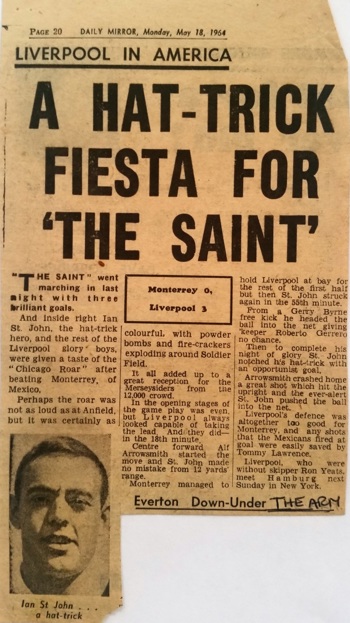 PAGE 20 DAILY MIRROR, Monday, May 18, 1964
LIVERPOOL IN AMERICA
A HAT-TRICK
FIESTA FOR
'THE SAINT'
"THE SAINT" went
marching in last
night with three
brilliant goals.
And inside right Ian
St. John, the hat-trick
hero, and the rest of the
Liverpool glory boys,
were given a taste of the
"Chicago Roar" after
beating Monterey, of
Mexico.
Perhaps the roar was
not as loud as at Anfield,
but it was certainly as
Ian St John . . .
a hat-trick
Monterrey 0,
Liverpool 3
colourful, with powder
bombs and fire-crackers
exploding around Soldier
Field.
It all added up to a
great reception for the
Merseysiders from the
12,000 crowd.
In the opening stages of
the game play was even,
but Liverpool always
looked capable of taking
the lead. And they did—
in the 18th minute.
Centre forward Alf
Arrowsmith started the
move and St. John made
no mistake from 12 yards'
range.
Monterrey managed to
hold Liverpool at bay for
the rest of the first half
but then St. John struck
again in the 58th minute.
From a Gerry Byrne
free kick he headed the
ball into the net giving
'keeper Roberto Gerrero
no chance.
Then to complete his
night of glory St. John
notched his hat-trick with
an opportunist goal.
Arrowsmith crashed home
a great shot which hit the
upright and the ever-alert
St. John pushed the ball
into the net.
Liverpool's defence was
altogether too good for
Monterrey, and any shots
that the Mexicans fired at
goal were easily saved by
Tommy Lawrence.
Liverpool, who were
without skipper Ron Yeats,
meet Hamburg next
Sunday in New York.
Everton Down-Under THE ARN